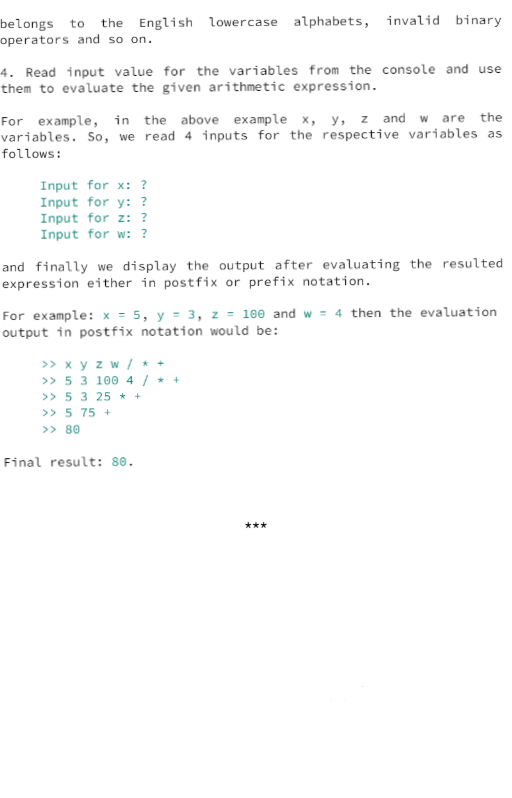 belongs to the English lowercase alphabets, invalid binary
operators and so on.
4. Read input value for the variables from the console and use
them to evaluate the given arithmetic expression.
For example, in the above example x, y, z and w are the
variables. So, we read 4 inputs for the respective variables as
follows:
Input for x: ?
Input for y: ?
Input for z: ?
Input for w: ?
and finally we display the output after evaluating the resulted
expression either in postfix or prefix notation.
For example: x = 5, y = 3, z = 100 and w = 4 then the evaluation
output in postfix notation would be:
>> x y z w / * +
>> 5 3 100 4 / * +
>> 5 3 25 * +
>> 5 75 +
>> 80
Final result: 80.
***